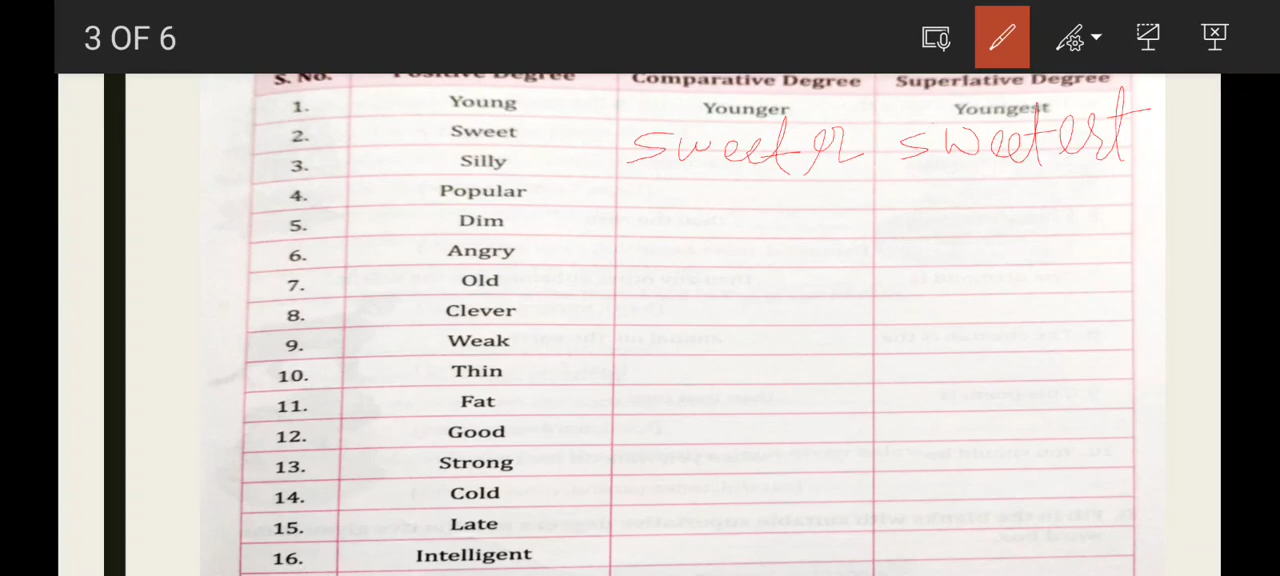 3 OF 6
S. No. Positive Degree Comparative Degree Superlative Degree
1. Young Younger Youngest
2. Sweet sweeter sweetest
3. Silly
4. Popular
5. Dim
6. Angry
7. Old
8. Clever
9. Weak
10. Thin
11. Fat
12. Good
13. Strong
14. Cold
15. Late
16. Intelligent